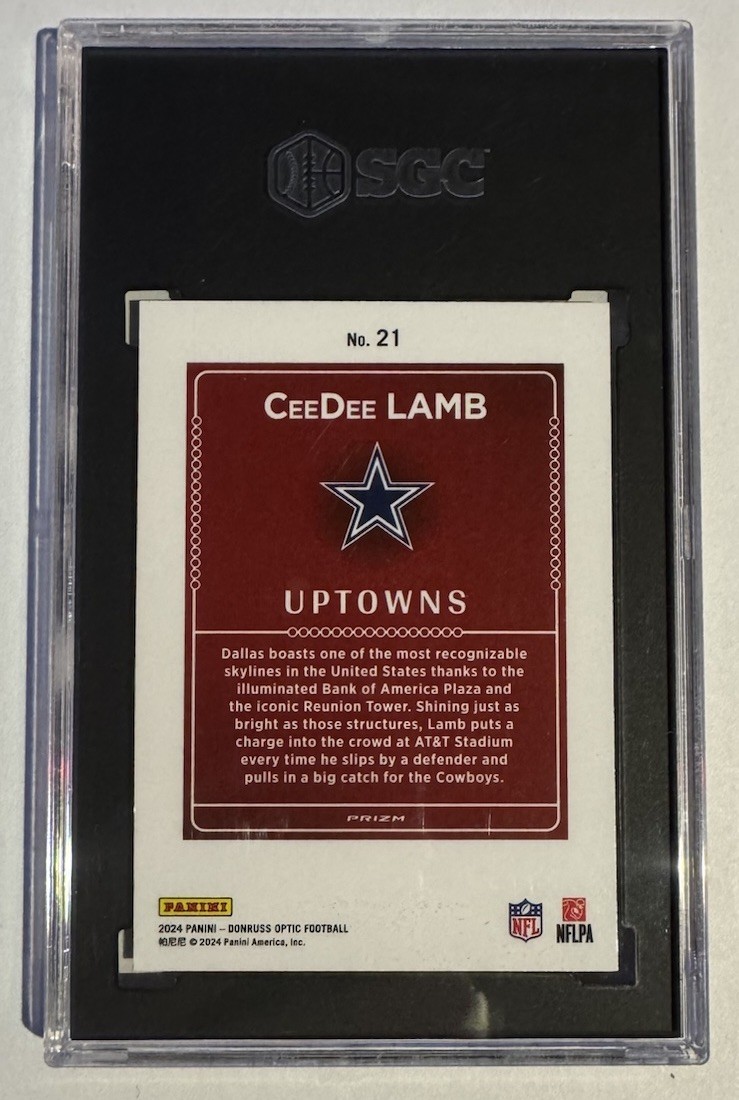 SGC
No. 21
CEEDEE LAMB
UPTOWNS
Dallas boasts one of the most recognizable
skylines in the United States thanks to the
illuminated Bank of America Plaza and
the iconic Reunion Tower. Shining just as
bright as those structures, Lamb puts a
charge into the crowd at AT&T Stadium
every time he slips by a defender and
pulls in a big catch for the Cowboys.
PRIZM
PANINI
2024 PANINI – DONRUSS OPTIC FOOTBALL
帕尼尼 © 2024 Panini America, Inc.
NFL
NFLPA